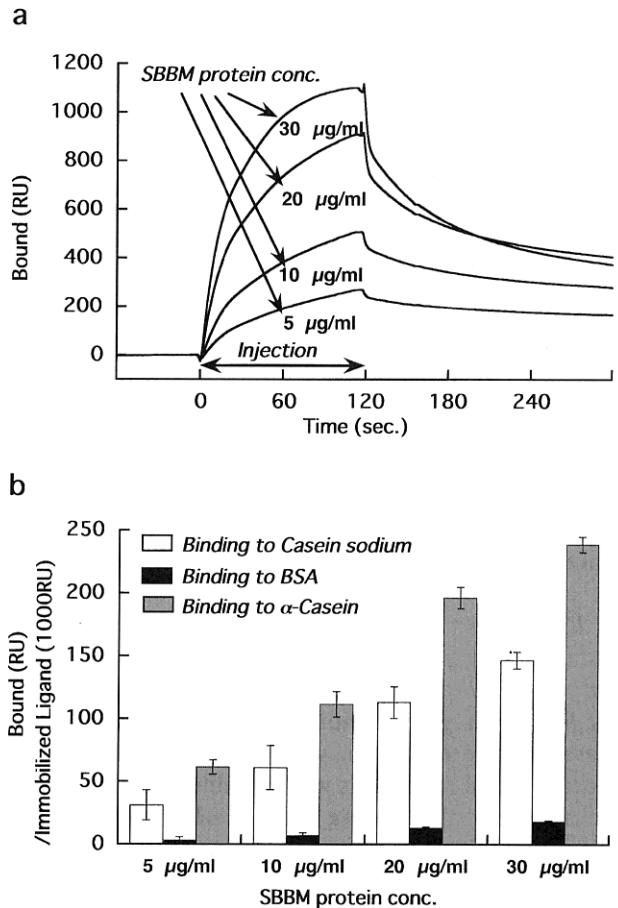 a
1200
1000
800
600
400
200
0
Bound (RU)
SBBM protein conc.
30 µg/ml
20 µg/ml
10 µg/ml
5 µg/ml
Injection
0 60 120 180 240
Time (sec.)
b
250
200
150
100
50
0
Bound (RU)
/Immobilized Ligand (1000RU)
Binding to Casein sodium
Binding to BSA
Binding to α-Casein
5 µg/ml 10 µg/ml 20 µg/ml 30 µg/ml
SBBM protein conc.